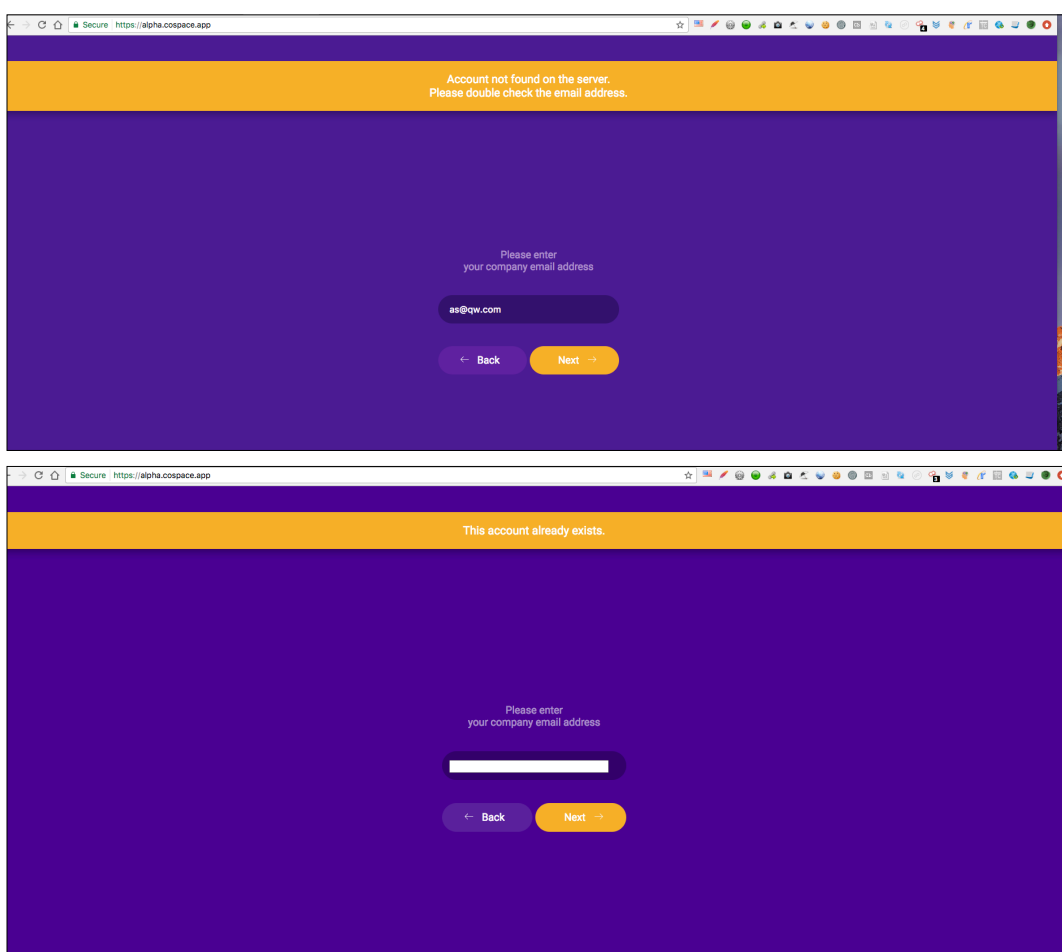 Secure https://alpha.cospace.app
Account not found on the server.
Please double check the email address.
Please enter
your company email address
as@qw.com
← Back Next →
Secure https://alpha.cospace.app
This account already exists.
Please enter
your company email address
← Back Next →